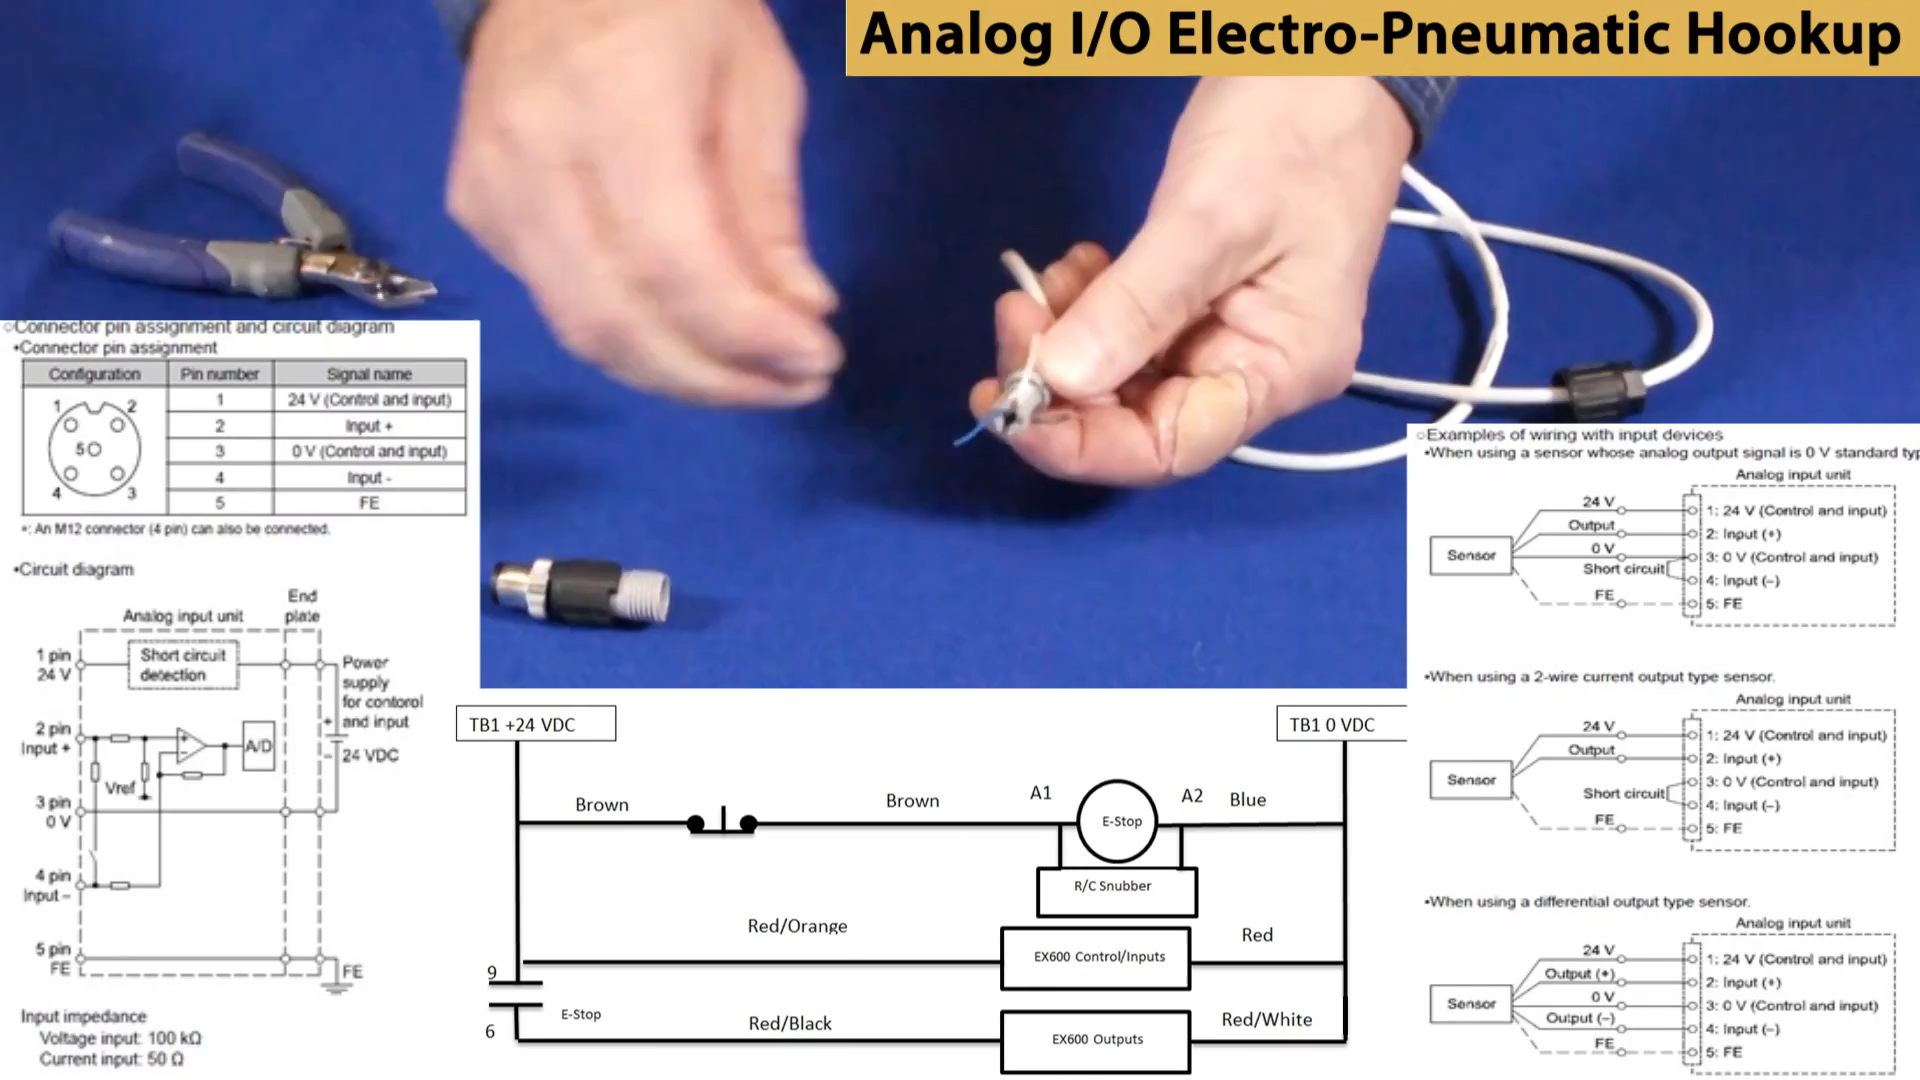 Analog I/O Electro-Pneumatic Hookup
○Connector pin assignment and circuit diagram
•Connector pin assignment
Configuration Pin number Signal name
1 24 V (Control and input)
2 Input +
3 0 V (Control and input)
4 Input -
5 FE
1 2
5
4 3
*: An M12 connector (4 pin) can also be connected.
•Circuit diagram
Analog input unit
End
plate
1 pin
24 V
Short circuit
detection
Power
supply
for contorol
and input
+
–
24 VDC
2 pin
Input +
A/D
Vref
3 pin
0 V
4 pin
Input –
5 pin
FE
FE
Input impedance
Voltage input: 100 kΩ
Current input: 50 Ω
TB1 +24 VDC
TB1 0 VDC
Brown
Brown
A1
E-Stop
A2
Blue
R/C Snubber
Red/Orange
EX600 Control/Inputs
Red
9
E-Stop
6
Red/Black
EX600 Outputs
Red/White
○Examples of wiring with input devices
•When using a sensor whose analog output signal is 0 V standard typ
Analog input unit
Sensor
24 V 1: 24 V (Control and input)
Output 2: Input (+)
0 V 3: 0 V (Control and input)
Short circuit 4: Input (–)
FE 5: FE
•When using a 2-wire current output type sensor.
Analog input unit
Sensor
24 V 1: 24 V (Control and input)
Output 2: Input (+)
3: 0 V (Control and input)
Short circuit 4: Input (–)
FE 5: FE
•When using a differential output type sensor.
Analog input unit
Sensor
24 V 1: 24 V (Control and input)
Output (+) 2: Input (+)
0 V 3: 0 V (Control and input)
Output (–) 4: Input (–)
FE 5: FE